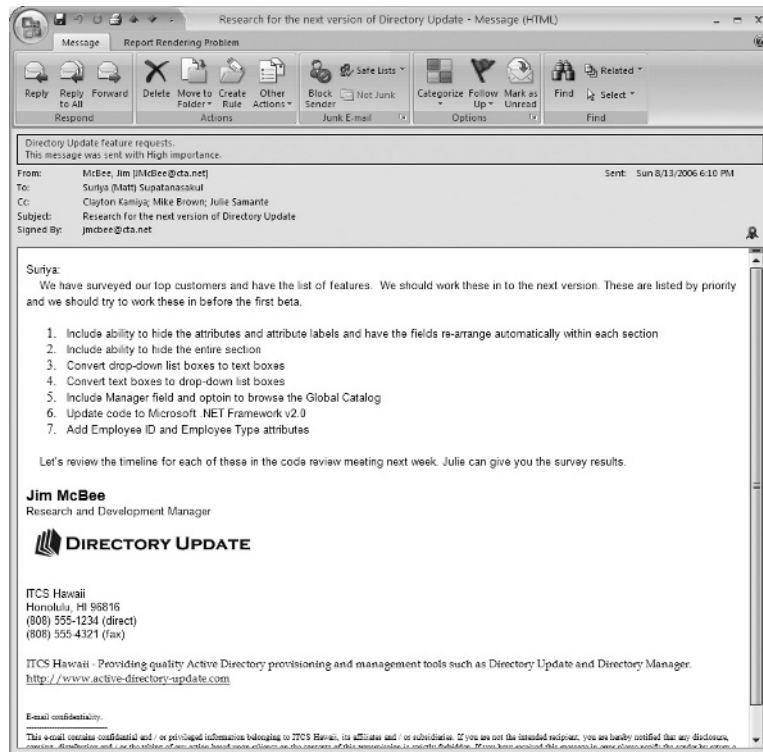 Research for the next version of Directory Update - Message (HTML)
Message Report Rendering Problem
Reply Reply to All Forward
Delete Move to Folder Create Rule Other Actions
Block Sender Safe Lists Not Junk
Categorize Follow Up Mark as Unread
Find Related Select
Respond Actions Junk E-mail Options Find
Directory Update feature requests.
This message was sent with High importance.
From: McBee, Jim [JMcBee@cta.net] Sent: Sun 8/13/2006 6:10 PM
To: Suriya (Matt) Supatanasakul
Cc: Clayton Kamiya; Mike Brown; Julie Samante
Subject: Research for the next version of Directory Update
Signed By: jmcbee@cta.net
Suriya:
We have surveyed our top customers and have the list of features. We should work these in to the next version. These are listed by priority
and we should try to work these in before the first beta.
1. Include ability to hide the attributes and attribute labels and have the fields re-arrange automatically within each section
2. Include ability to hide the entire section
3. Convert drop-down list boxes to text boxes
4. Convert text boxes to drop-down list boxes
5. Include Manager field and optoin to browse the Global Catalog
6. Update code to Microsoft .NET Framework v2.0
7. Add Employee ID and Employee Type attributes
Let's review the timeline for each of these in the code review meeting next week. Julie can give you the survey results.
Jim McBee
Research and Development Manager
DIRECTORY UPDATE
ITCS Hawaii
Honolulu, HI 96816
(808) 555-1234 (direct)
(808) 555-4321 (fax)
ITCS Hawaii - Providing quality Active Directory provisioning and management tools such as Directory Update and Directory Manager.
http://www.active-directory-update.com
E-mail confidentiality.
This e-mail contains confidential and / or privileged information belonging to ITCS Hawaii, its affiliates and / or subsidiaries. If you are not the intended recipient, you are hereby notified that any disclosure,